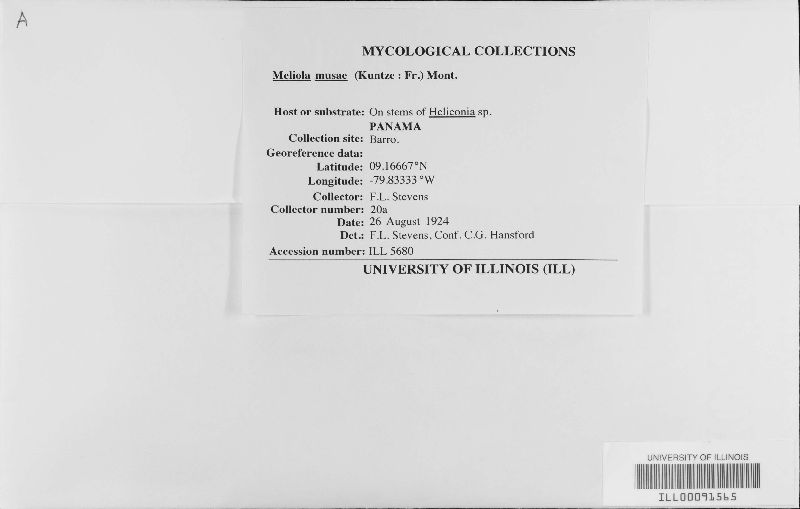 A
MYCOLOGICAL COLLECTIONS
Meliola musae (Kuntze : Fr.) Mont.
Host or substrate: On stems of Heliconia sp.
PANAMA
Collection site: Barro.
Georeference data:
Latitude: 09.16667°N
Longitude: -79.83333°W
Collector: F.L. Stevens
Collector number: 20a
Date: 26 August 1924
Det.: F.L. Stevens, Conf. C.G. Hansford
Accession number: ILL 5680
UNIVERSITY OF ILLINOIS (ILL)
UNIVERSITY OF ILLINOIS
ILL00091565